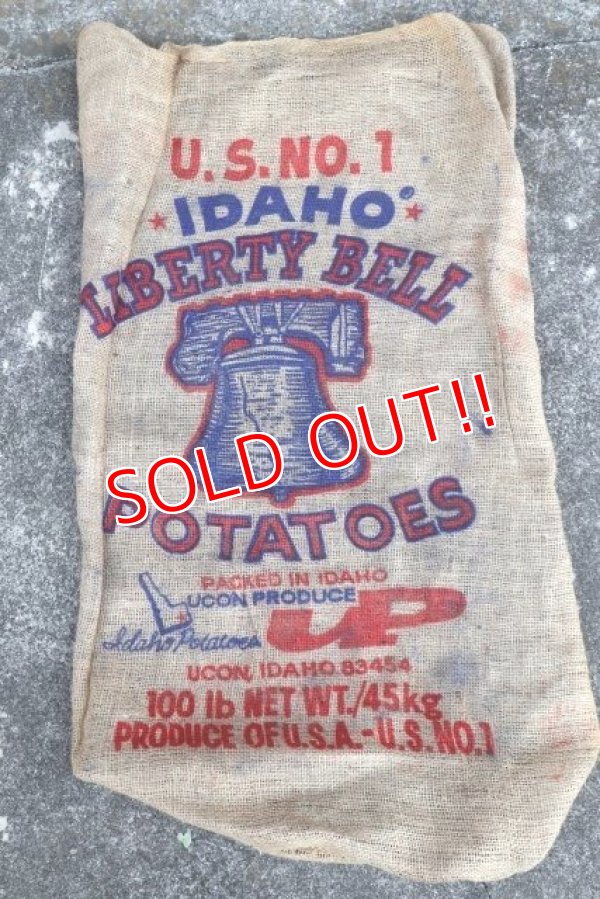 U.S. NO. 1
IDAHO®
LIBERTY BELL
SOLD OUT!!
POTATOES
PACKED IN IDAHO
UCON PRODUCE
UP
Idaho Potatoes
UCON, IDAHO 83454
100 lb NET WT./45kg
PRODUCE OF U.S.A.-U.S. NO.1